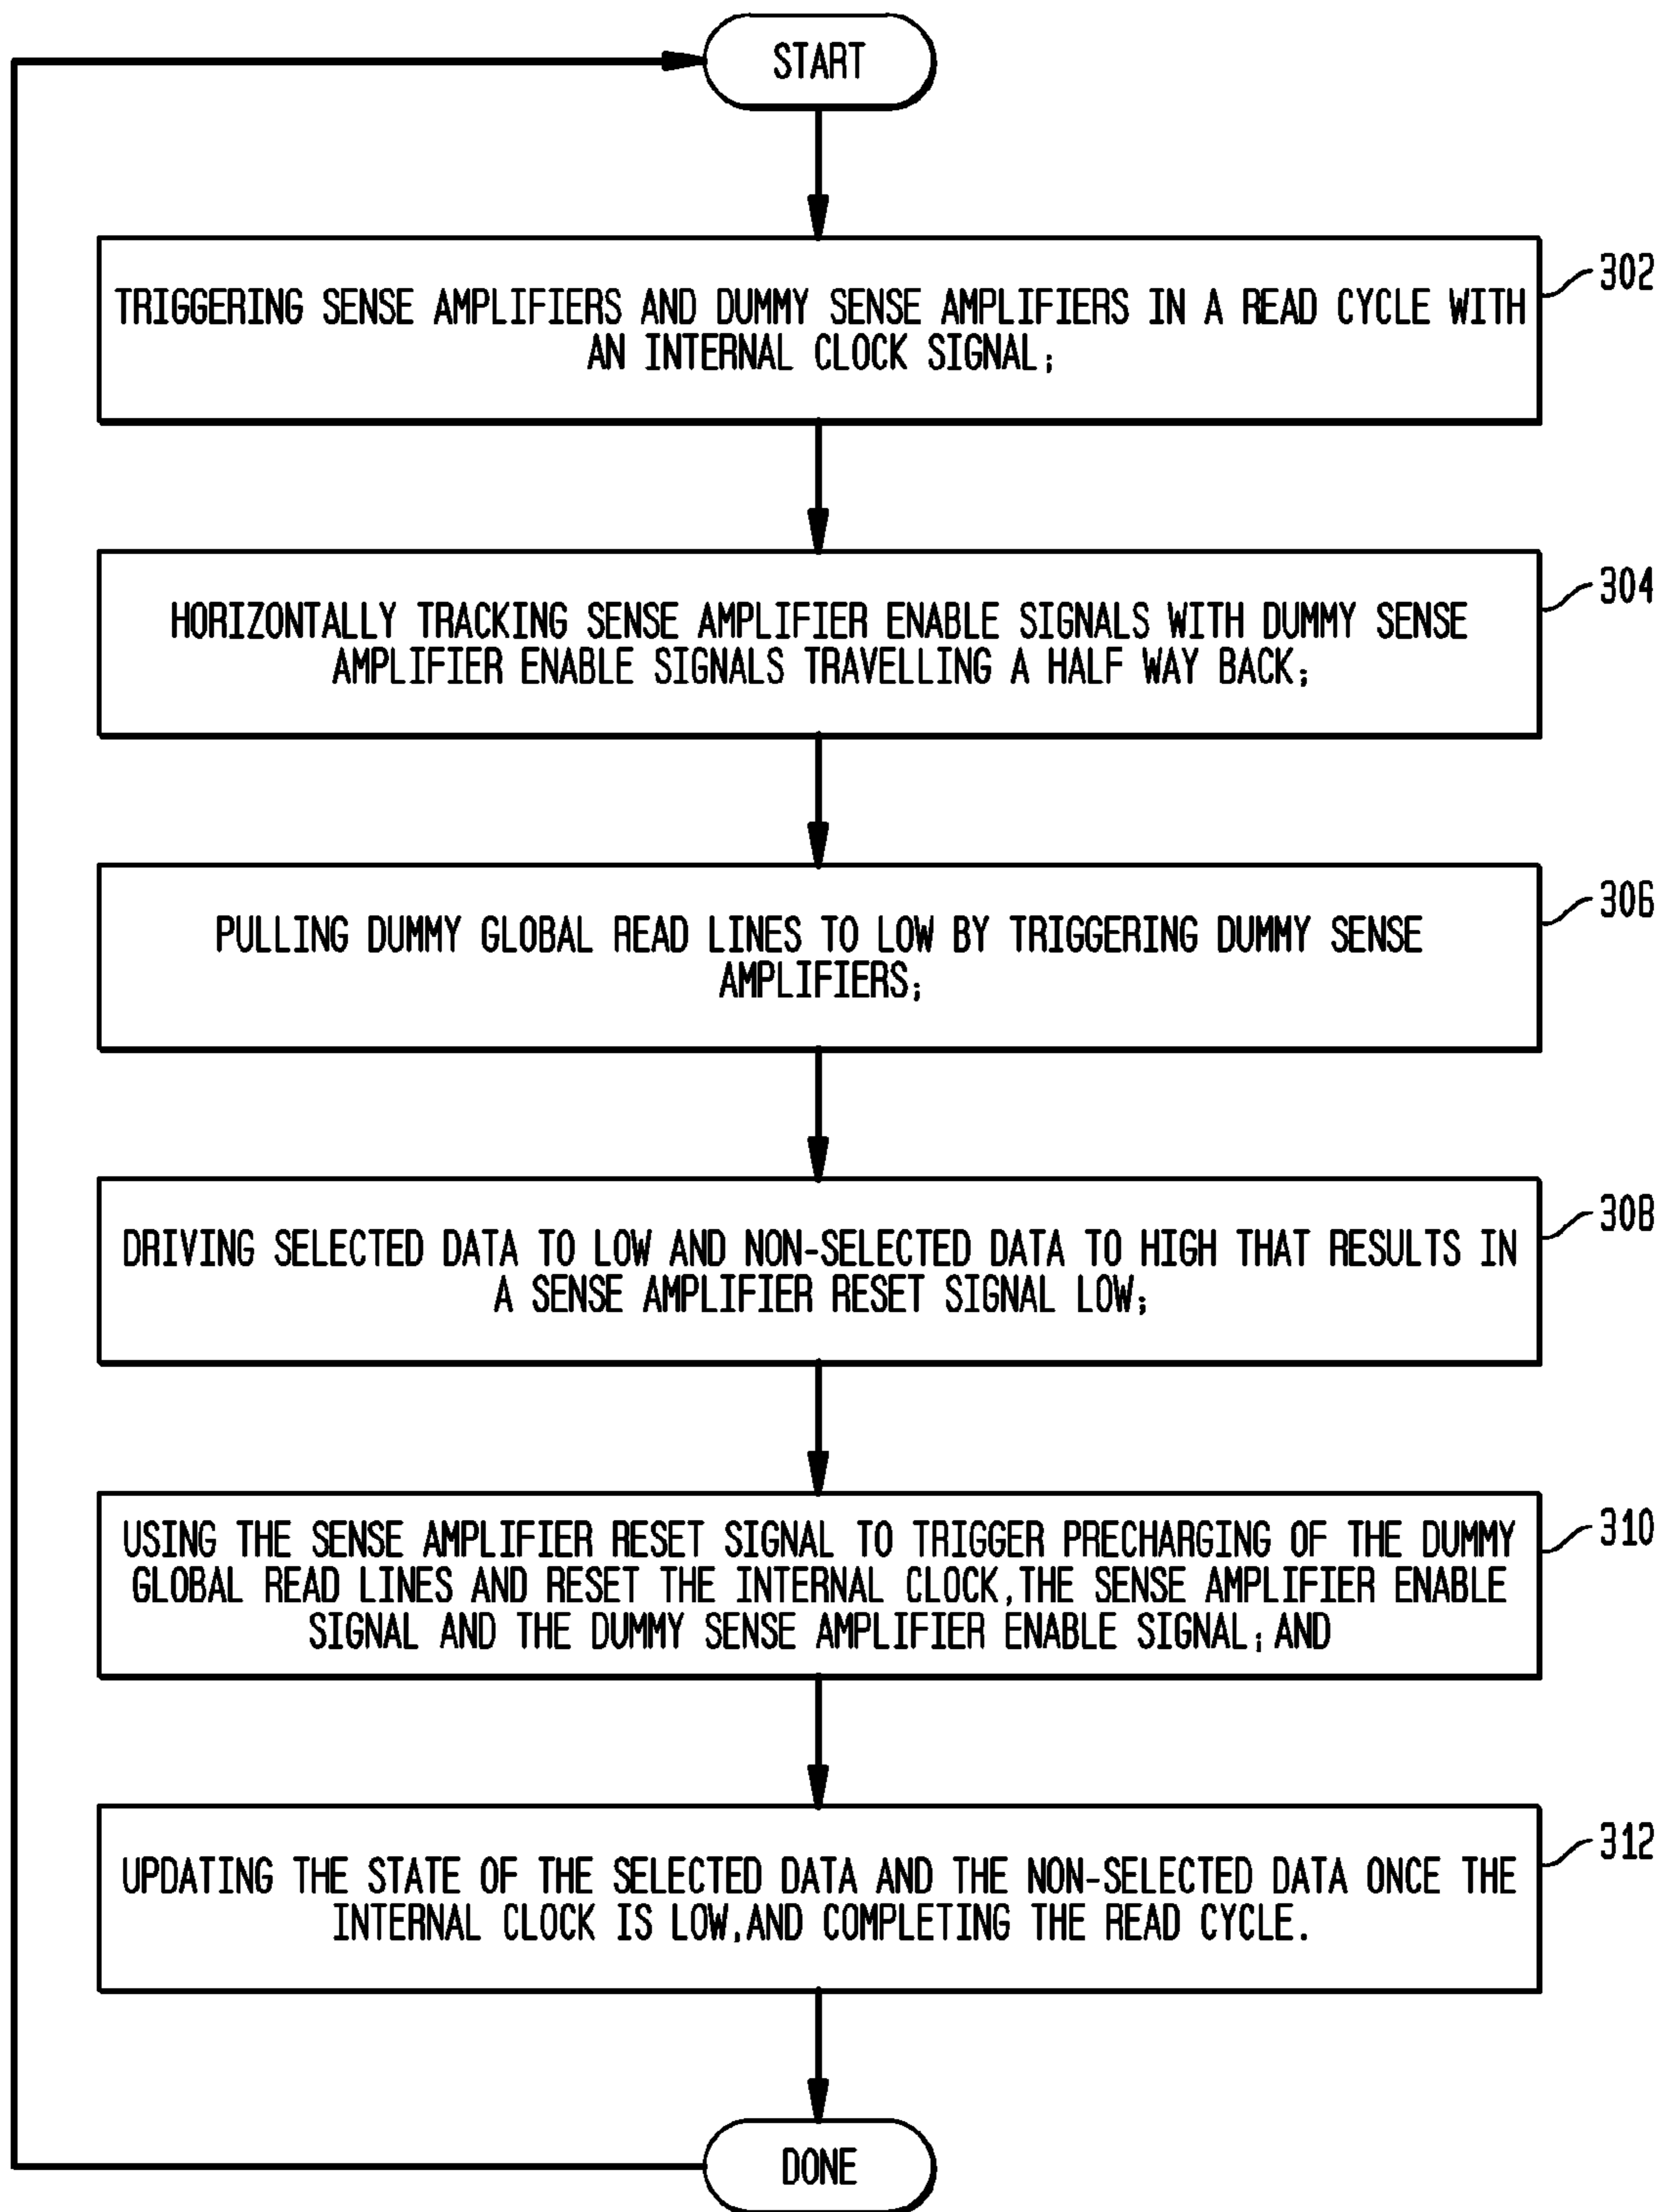 START
302
TRIGGERING SENSE AMPLIFIERS AND DUMMY SENSE AMPLIFIERS IN A READ CYCLE WITH
AN INTERNAL CLOCK SIGNAL;
304
HORIZONTALLY TRACKING SENSE AMPLIFIER ENABLE SIGNALS WITH DUMMY SENSE
AMPLIFIER ENABLE SIGNALS TRAVELLING A HALF WAY BACK;
306
PULLING DUMMY GLOBAL READ LINES TO LOW BY TRIGGERING DUMMY SENSE
AMPLIFIERS;
308
DRIVING SELECTED DATA TO LOW AND NON-SELECTED DATA TO HIGH THAT RESULTS IN
A SENSE AMPLIFIER RESET SIGNAL LOW;
310
USING THE SENSE AMPLIFIER RESET SIGNAL TO TRIGGER PRECHARGING OF THE DUMMY
GLOBAL READ LINES AND RESET THE INTERNAL CLOCK,THE SENSE AMPLIFIER ENABLE
SIGNAL AND THE DUMMY SENSE AMPLIFIER ENABLE SIGNAL;AND
312
UPDATING THE STATE OF THE SELECTED DATA AND THE NON-SELECTED DATA ONCE THE
INTERNAL CLOCK IS LOW,AND COMPLETING THE READ CYCLE.
DONE